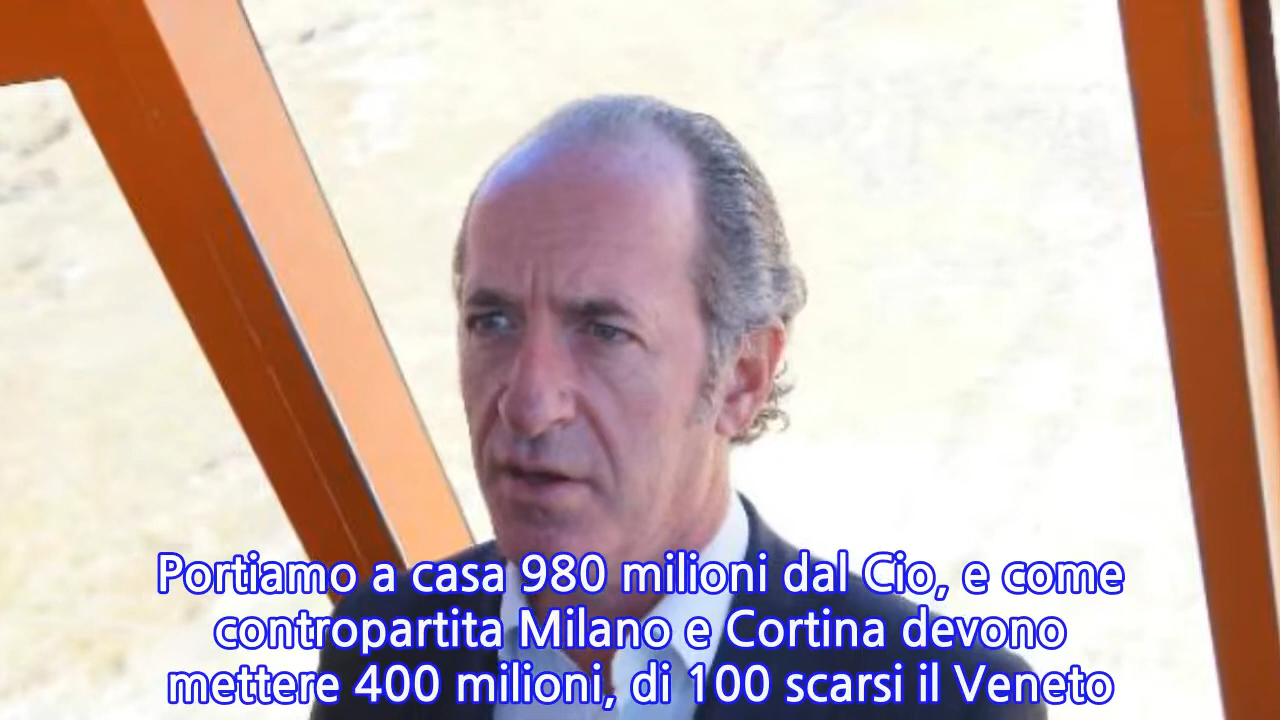 Portiamo a casa 980 milioni dal Cio, e come
contropartita Milano e Cortina devono
mettere 400 milioni, di 100 scarsi il Veneto